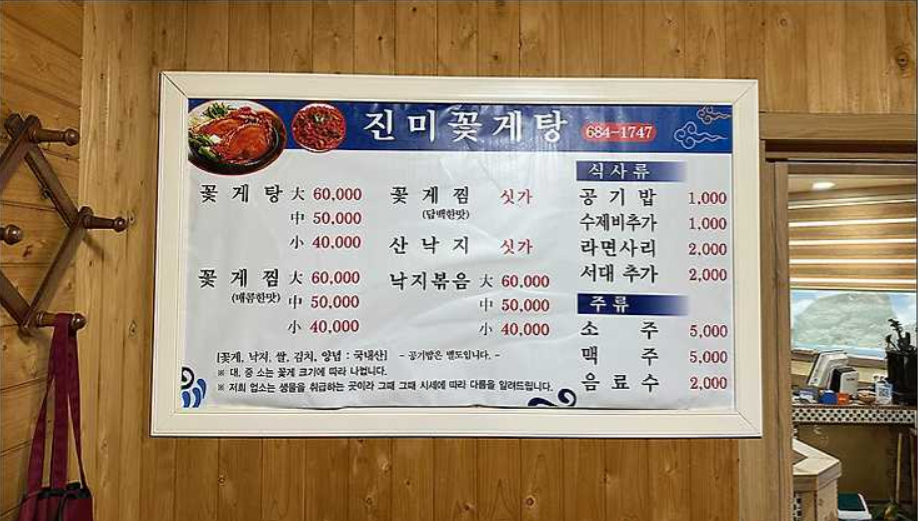 진미꽃게탕 684-1747
꽃게탕 大 60,000
中 50,000
小 40,000
꽃게찜 大 60,000
(매콤한맛) 中 50,000
小 40,000
꽃게찜 싯가
(담백한맛)
산낙지 싯가
낙지볶음 大 60,000
中 50,000
小 40,000
식사류
공기밥 1,000
수제비추가 1,000
라면사리 2,000
서대 추가 2,000
주류
소주 5,000
맥주 5,000
음료수 2,000
[꽃게, 낙지, 쌀, 김치, 양념 : 국내산] - 공기밥은 별도입니다. -
※ 대, 중 소는 꽃게 크기에 따라 나뉩니다.
※ 저희 업소는 생물을 취급하는 곳이라 그때 그때 시세에 따라 다름을 알려드립니다.